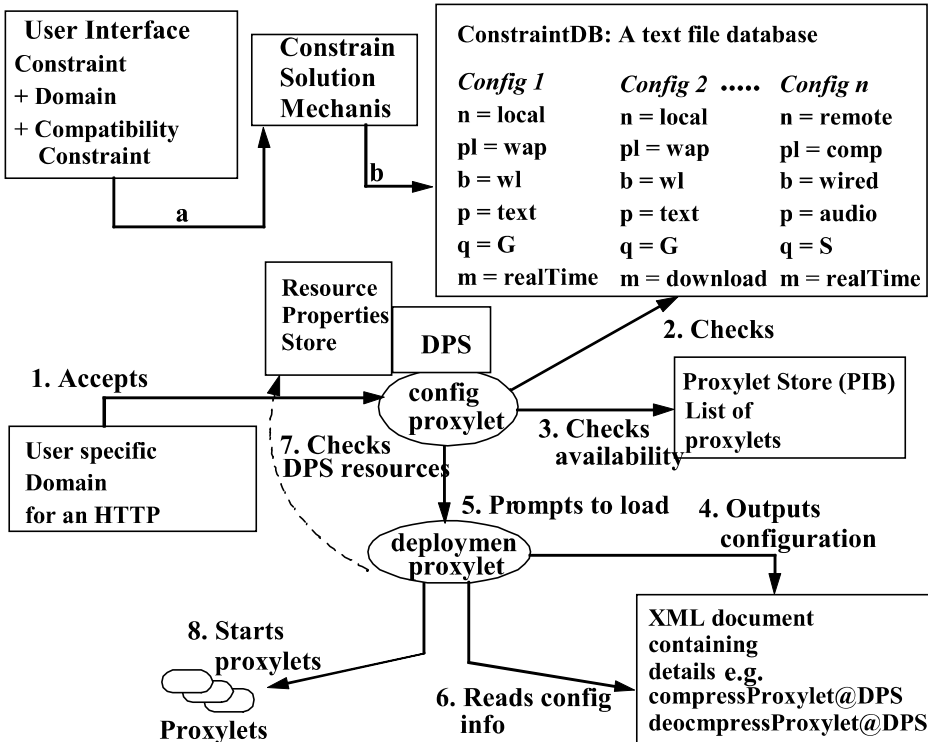 User Interface
Constraint
+ Domain
+ Compatibility
Constraint
a
Constrain
Solution
Mechanis
b
ConstraintDB: A text file database
Config 1
n = local
pl = wap
b = wl
p = text
q = G
m = realTime
Config 2
n = local
pl = wap
b = wl
p = text
q = G
m = download
.....
Config n
n = remote
pl = comp
b = wired
p = audio
q = S
m = realTime
Resource
Properties
Store
DPS
2. Checks
1. Accepts
config
proxylet
Proxylet Store (PIB)
List of
proxylets
3. Checks
availability
User specific
Domain
for an HTTP
7. Checks
DPS resources
5. Prompts to load
4. Outputs
configuration
deploymen
proxylet
XML document
containing
details e.g.
compressProxylet@DPS
deocmpressProxylet@DPS
8. Starts
proxylets
6. Reads config
info
Proxylets